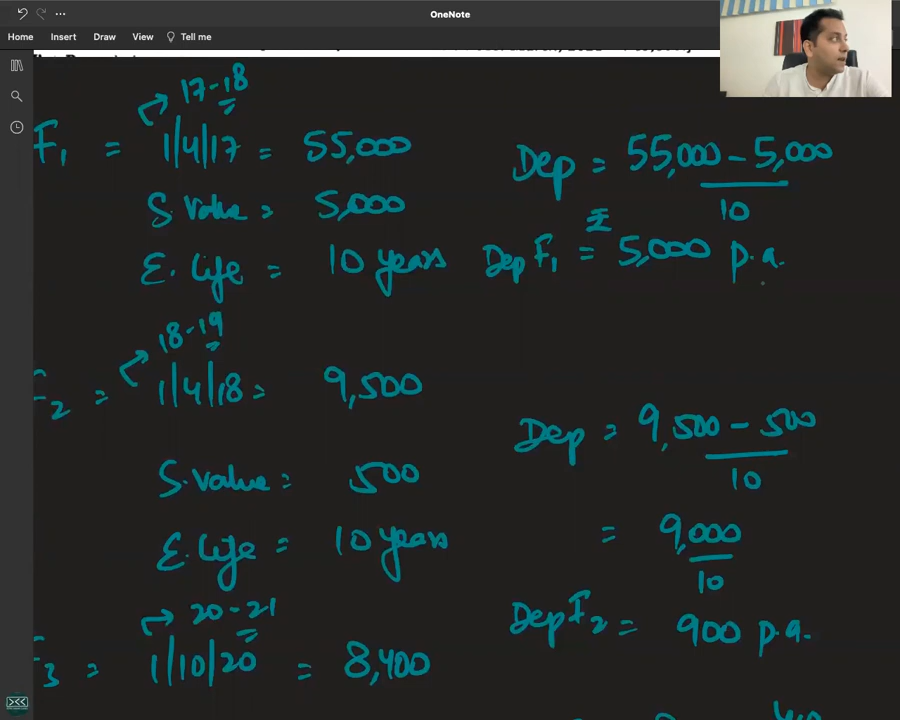 OneNote
Home Insert Draw View Tell me
17-18
F1 = 1/4/17 = 55,000
S. Value = 5,000
E. Life = 10 years
Dep = 55,000 - 5,000
10
₹
Dep F1 = 5,000 p.a.
18-19
2 = 1/4/18 = 9,500
S. Value = 500
E. Life = 10 years
Dep = 9,500 - 500
10
= 9,000
10
Dep F2 = 900 p.a.
20-21
3 = 1/10/20 = 8,400